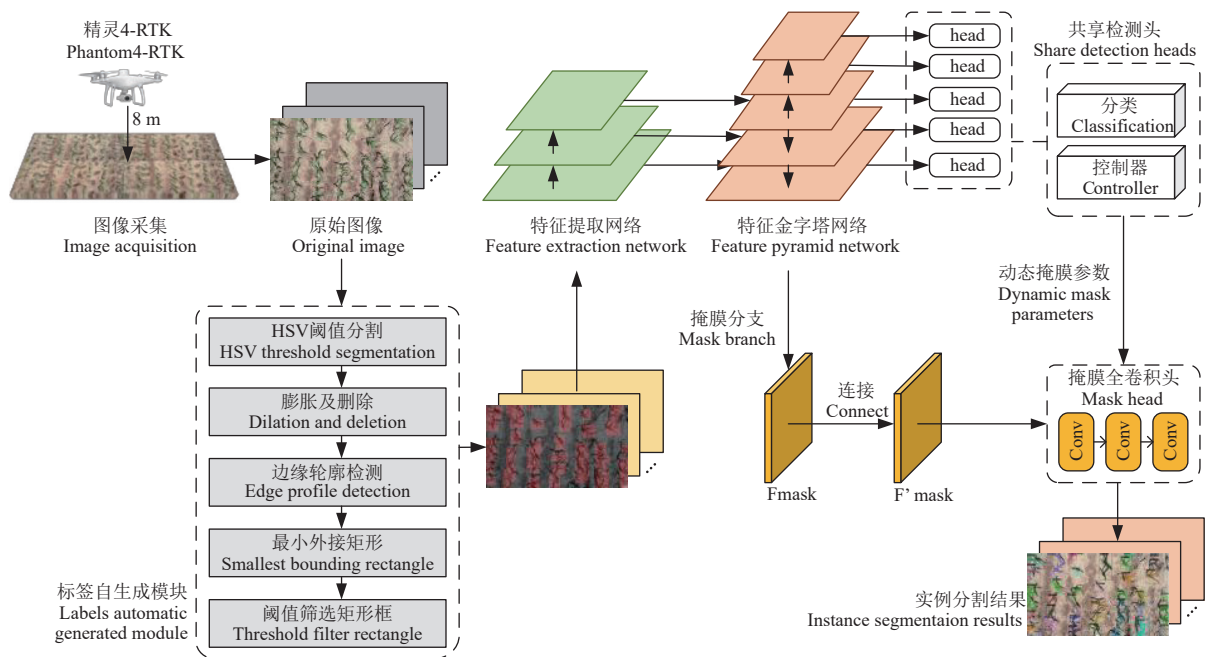 精灵4-RTK
Phantom4-RTK
8 m
图像采集
Image acquisition
原始图像
Original image
特征提取网络
Feature extraction network
特征金字塔网络
Feature pyramid network
head
head
head
head
head
共享检测头
Share detection heads
分类
Classification
控制器
Controller
HSV阈值分割
HSV threshold segmentation
膨胀及删除
Dilation and deletion
边缘轮廓检测
Edge profile detection
最小外接矩形
Smallest bounding rectangle
阈值筛选矩形框
Threshold filter rectangle
标签自生成模块
Labels automatic
generated module
掩膜分支
Mask branch
Fmask
连接
Connect
F’ mask
动态掩膜参数
Dynamic mask
parameters
掩膜全卷积头
Mask head
Conv
Conv
Conv
实例分割结果
Instance segmentaion results